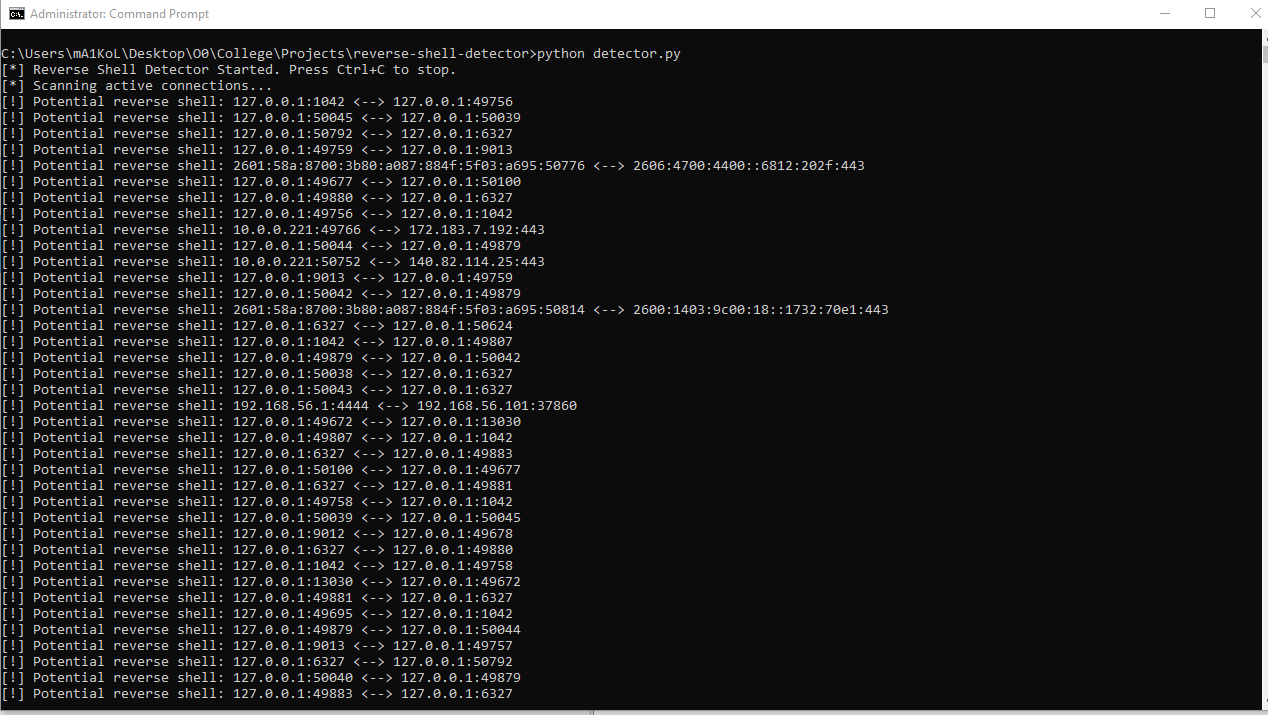 Administrator: Command Prompt
C:\Users\mA1KoL\Desktop\O0\College\Projects\reverse-shell-detector>python detector.py
[*] Reverse Shell Detector Started. Press Ctrl+C to stop.
[*] Scanning active connections...
[!] Potential reverse shell: 127.0.0.1:1042 <--> 127.0.0.1:49756
[!] Potential reverse shell: 127.0.0.1:50045 <--> 127.0.0.1:50039
[!] Potential reverse shell: 127.0.0.1:50792 <--> 127.0.0.1:6327
[!] Potential reverse shell: 127.0.0.1:49759 <--> 127.0.0.1:9013
[!] Potential reverse shell: 2601:58a:8700:3b80:a087:884f:5f03:a695:50776 <--> 2606:4700:4400::6812:202f:443
[!] Potential reverse shell: 127.0.0.1:49677 <--> 127.0.0.1:50100
[!] Potential reverse shell: 127.0.0.1:49880 <--> 127.0.0.1:6327
[!] Potential reverse shell: 127.0.0.1:49756 <--> 127.0.0.1:1042
[!] Potential reverse shell: 10.0.0.221:49766 <--> 172.183.7.192:443
[!] Potential reverse shell: 127.0.0.1:50044 <--> 127.0.0.1:49879
[!] Potential reverse shell: 10.0.0.221:50752 <--> 140.82.114.25:443
[!] Potential reverse shell: 127.0.0.1:9013 <--> 127.0.0.1:49759
[!] Potential reverse shell: 127.0.0.1:50042 <--> 127.0.0.1:49879
[!] Potential reverse shell: 2601:58a:8700:3b80:a087:884f:5f03:a695:50814 <--> 2600:1403:9c00:18::1732:70e1:443
[!] Potential reverse shell: 127.0.0.1:6327 <--> 127.0.0.1:50624
[!] Potential reverse shell: 127.0.0.1:1042 <--> 127.0.0.1:49807
[!] Potential reverse shell: 127.0.0.1:49879 <--> 127.0.0.1:50042
[!] Potential reverse shell: 127.0.0.1:50038 <--> 127.0.0.1:6327
[!] Potential reverse shell: 127.0.0.1:50043 <--> 127.0.0.1:6327
[!] Potential reverse shell: 192.168.56.1:4444 <--> 192.168.56.101:37860
[!] Potential reverse shell: 127.0.0.1:49672 <--> 127.0.0.1:13030
[!] Potential reverse shell: 127.0.0.1:49807 <--> 127.0.0.1:1042
[!] Potential reverse shell: 127.0.0.1:6327 <--> 127.0.0.1:49883
[!] Potential reverse shell: 127.0.0.1:50100 <--> 127.0.0.1:49677
[!] Potential reverse shell: 127.0.0.1:6327 <--> 127.0.0.1:49881
[!] Potential reverse shell: 127.0.0.1:49758 <--> 127.0.0.1:1042
[!] Potential reverse shell: 127.0.0.1:50039 <--> 127.0.0.1:50045
[!] Potential reverse shell: 127.0.0.1:9012 <--> 127.0.0.1:49678
[!] Potential reverse shell: 127.0.0.1:6327 <--> 127.0.0.1:49880
[!] Potential reverse shell: 127.0.0.1:1042 <--> 127.0.0.1:49758
[!] Potential reverse shell: 127.0.0.1:13030 <--> 127.0.0.1:49672
[!] Potential reverse shell: 127.0.0.1:49881 <--> 127.0.0.1:6327
[!] Potential reverse shell: 127.0.0.1:49695 <--> 127.0.0.1:1042
[!] Potential reverse shell: 127.0.0.1:49879 <--> 127.0.0.1:50044
[!] Potential reverse shell: 127.0.0.1:9013 <--> 127.0.0.1:49757
[!] Potential reverse shell: 127.0.0.1:6327 <--> 127.0.0.1:50792
[!] Potential reverse shell: 127.0.0.1:50040 <--> 127.0.0.1:49879
[!] Potential reverse shell: 127.0.0.1:49883 <--> 127.0.0.1:6327